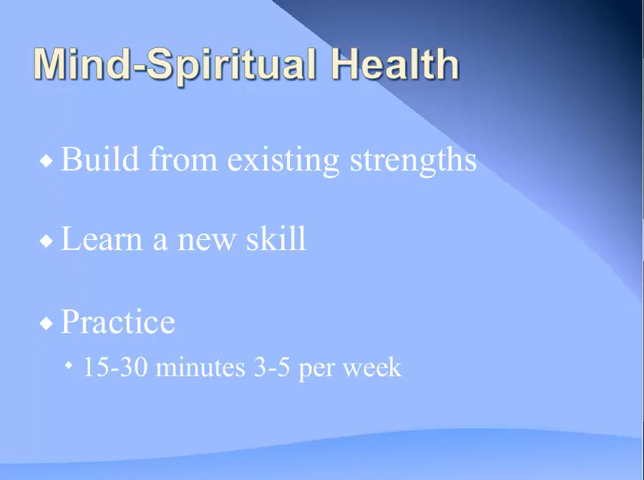 Mind-Spiritual Health
Build from existing strengths
Learn a new skill
Practice
15-30 minutes 3-5 per week